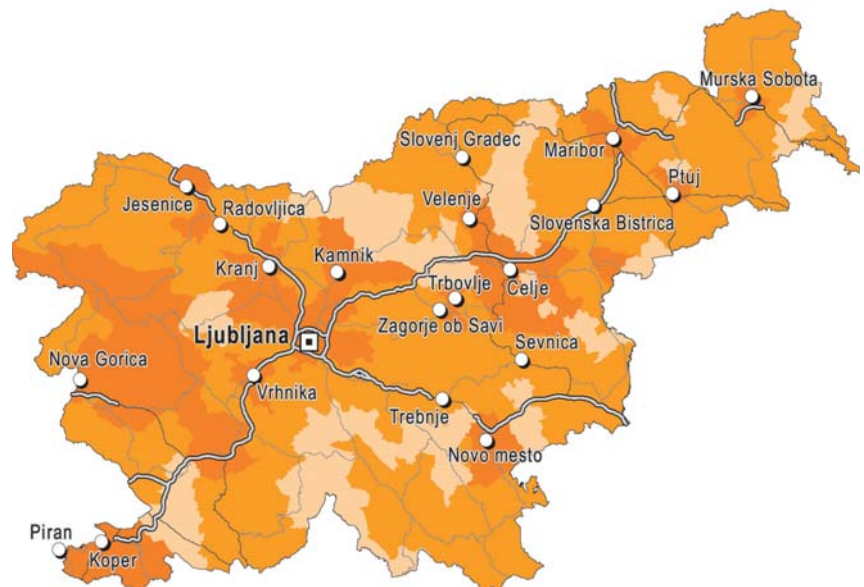 Murska Sobota
Slovenj Gradec
Maribor
Ptuj
Jesenice
Velenje
Radovljica
Slovenska Bistrica
Kranj
Kamnik
Trbovlje
Celje
Zagorje ob Savi
Ljubljana
Nova Gorica
Sevnica
Vrhnika
Trebnje
Novo mesto
Piran
Koper